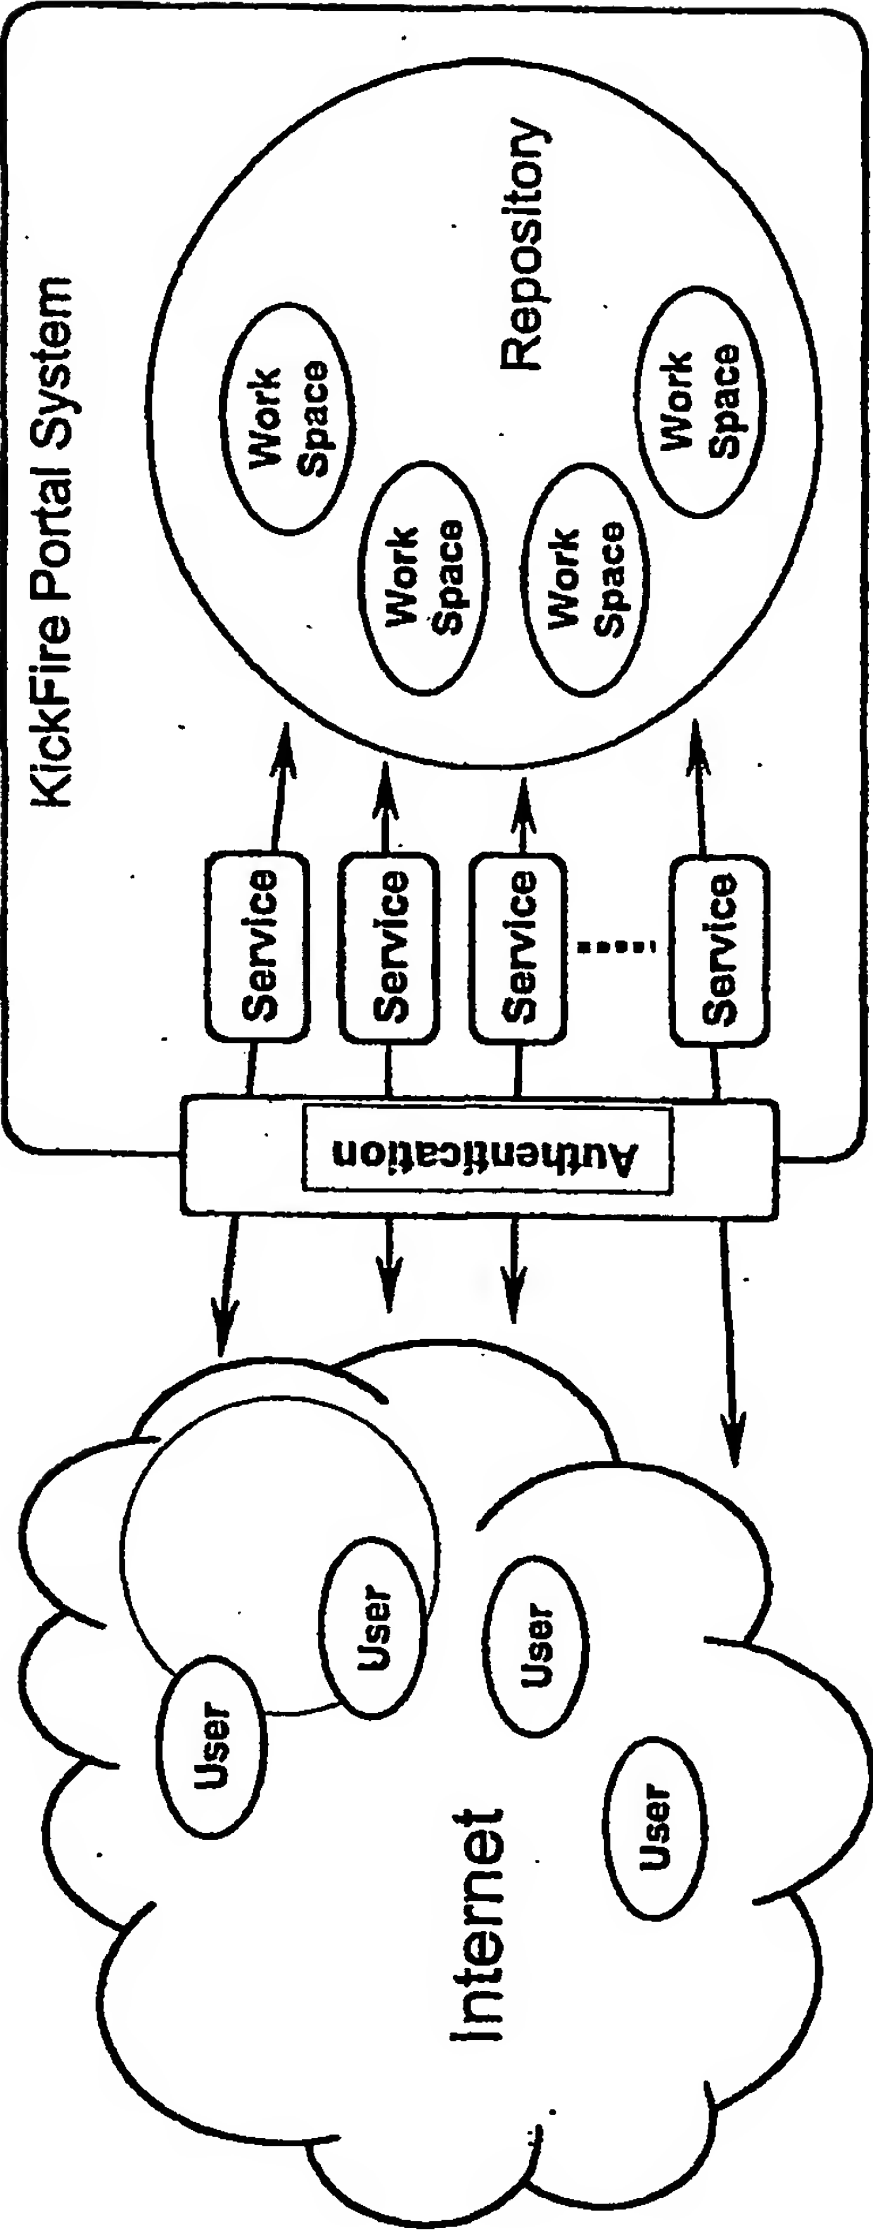 KickFire Portal System
Internet
User
User
User
User
Authentication
Service
Service
Service
Service
Work
Space
Work
Space
Work
Space
Work
Space
Repository